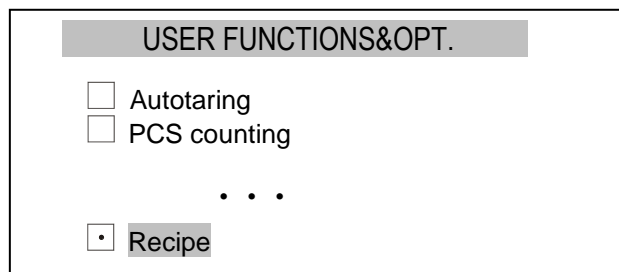 USER FUNCTIONS&OPT.
Autotaring
PCS counting
. . .
Recipe